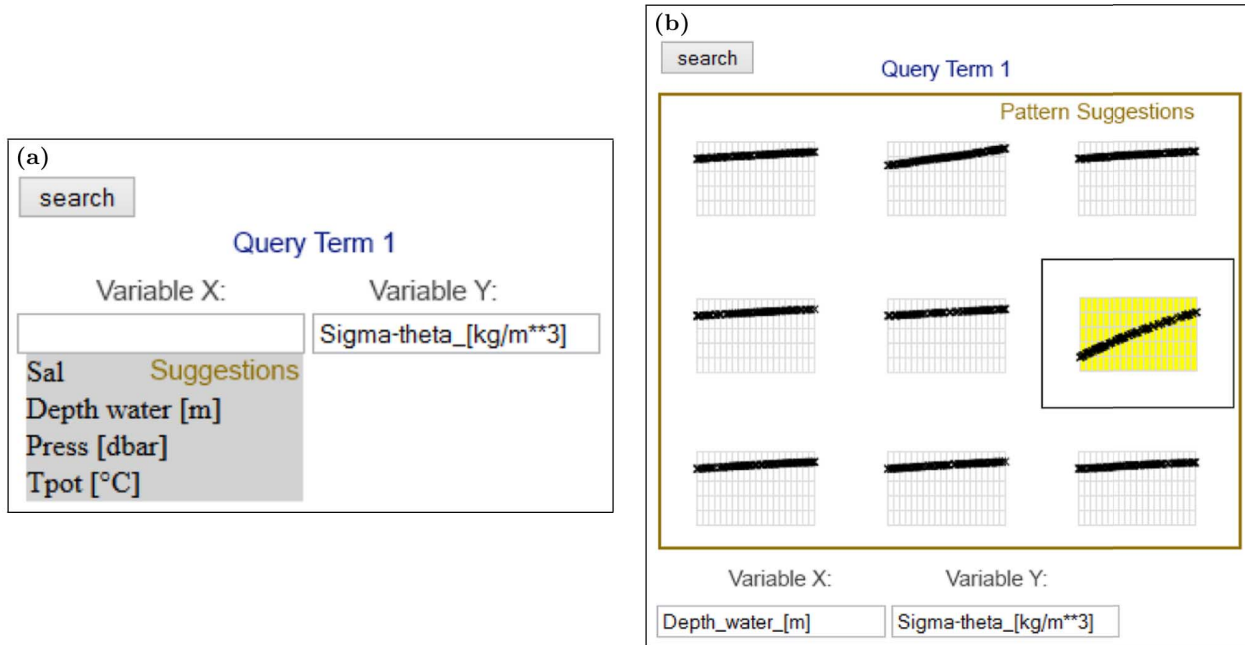 (a)
search
Query Term 1
Variable X: Variable Y:
Sigma-theta_[kg/m**3]
Sal Suggestions
Depth water [m]
Press [dbar]
Tpot [°C]
(b)
search
Query Term 1
Pattern Suggestions
Variable X: Variable Y:
Depth_water_[m] Sigma-theta_[kg/m**3]